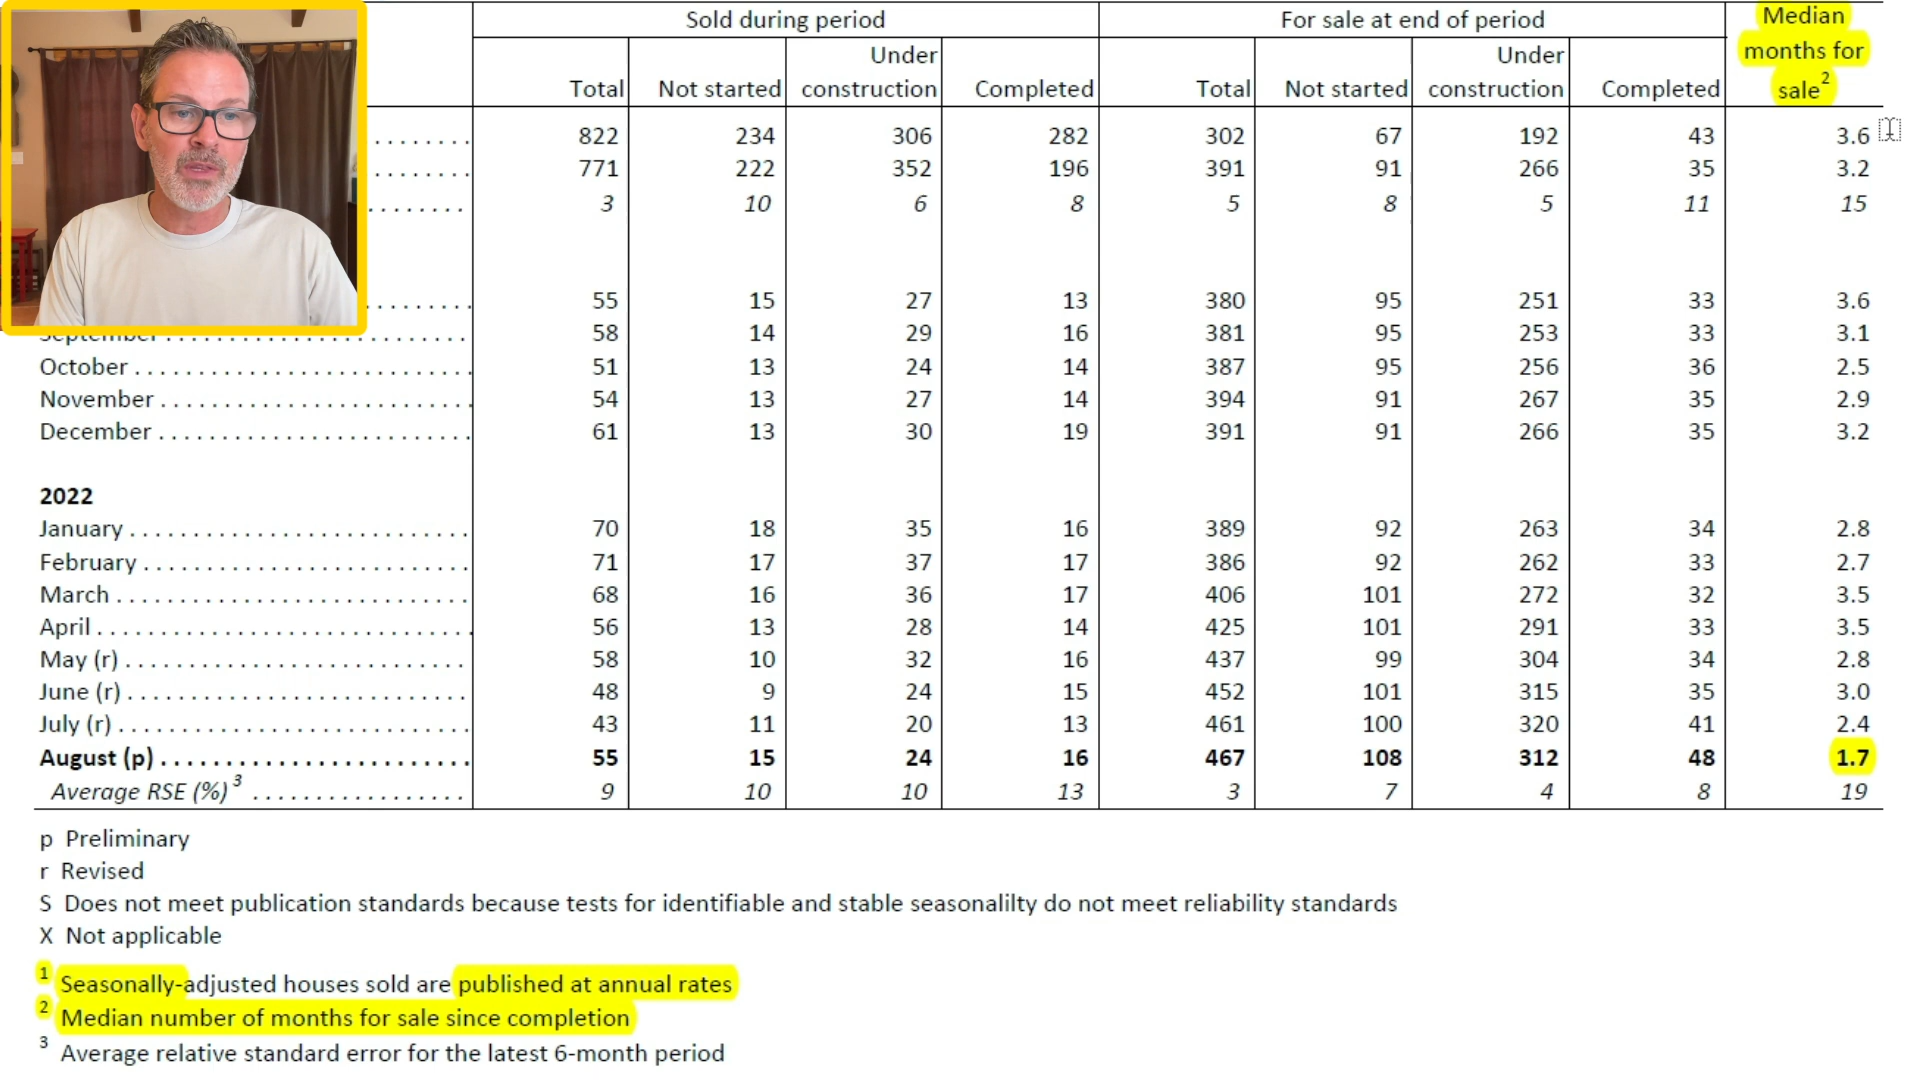 Sold during period For sale at end of period Median months for sale2
Total Not started Under construction Completed Total Not started Under construction Completed
.......... 822 234 306 282 302 67 192 43 3.6
.......... 771 222 352 196 391 91 266 35 3.2
.......... 3 10 6 8 5 8 5 11 15
.......... 55 15 27 13 380 95 251 33 3.6
September .......... 58 14 29 16 381 95 253 33 3.1
October .......... 51 13 24 14 387 95 256 36 2.5
November .......... 54 13 27 14 394 91 267 35 2.9
December .......... 61 13 30 19 391 91 266 35 3.2
2022
January .......... 70 18 35 16 389 92 263 34 2.8
February .......... 71 17 37 17 386 92 262 33 2.7
March .......... 68 16 36 17 406 101 272 32 3.5
April .......... 56 13 28 14 425 101 291 33 3.5
May (r) .......... 58 10 32 16 437 99 304 34 2.8
June (r) .......... 48 9 24 15 452 101 315 35 3.0
July (r) .......... 43 11 20 13 461 100 320 41 2.4
August (p) .......... 55 15 24 16 467 108 312 48 1.7
Average RSE (%) 3 .......... 9 10 10 13 3 7 4 8 19
p Preliminary
r Revised
S Does not meet publication standards because tests for identifiable and stable seasonalilty do not meet reliability standards
X Not applicable
1 Seasonally-adjusted houses sold are published at annual rates
2 Median number of months for sale since completion
3 Average relative standard error for the latest 6-month period